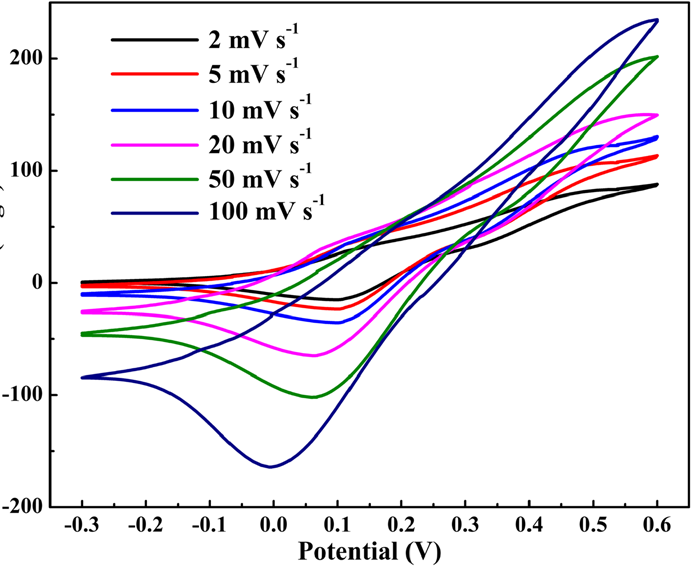 200
100
0
-100
-200
2 mV s⁻¹
5 mV s⁻¹
10 mV s⁻¹
20 mV s⁻¹
50 mV s⁻¹
100 mV s⁻¹
-0.3 -0.2 -0.1 0.0 0.1 0.2 0.3 0.4 0.5 0.6
Potential (V)